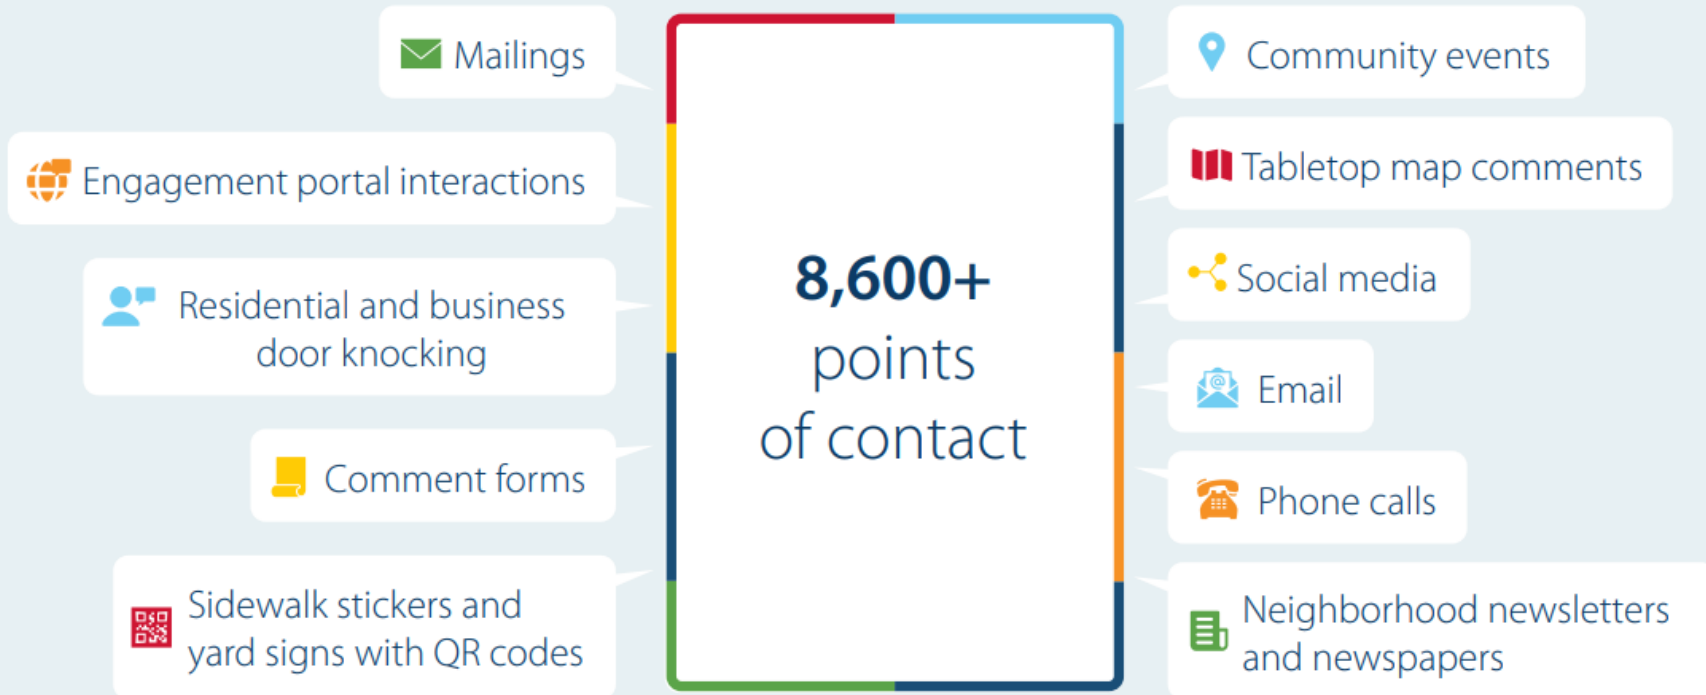 Mailings
Engagement portal interactions
Residential and business
door knocking
Comment forms
Sidewalk stickers and
yard signs with QR codes
8,600+
points
of contact
Community events
Tabletop map comments
Social media
Email
Phone calls
Neighborhood newsletters
and newspapers